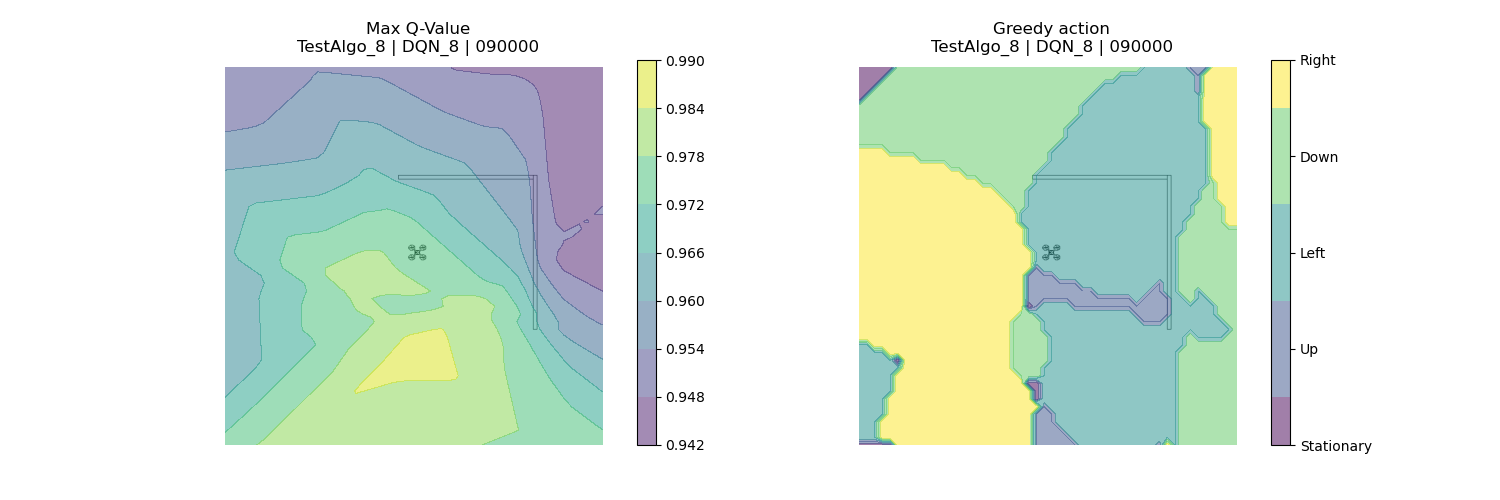 Max Q-Value
TestAlgo_8 | DQN_8 | 090000
0.990
0.984
0.978
0.972
0.966
0.960
0.954
0.948
0.942
Greedy action
TestAlgo_8 | DQN_8 | 090000
Right
Down
Left
Up
Stationary